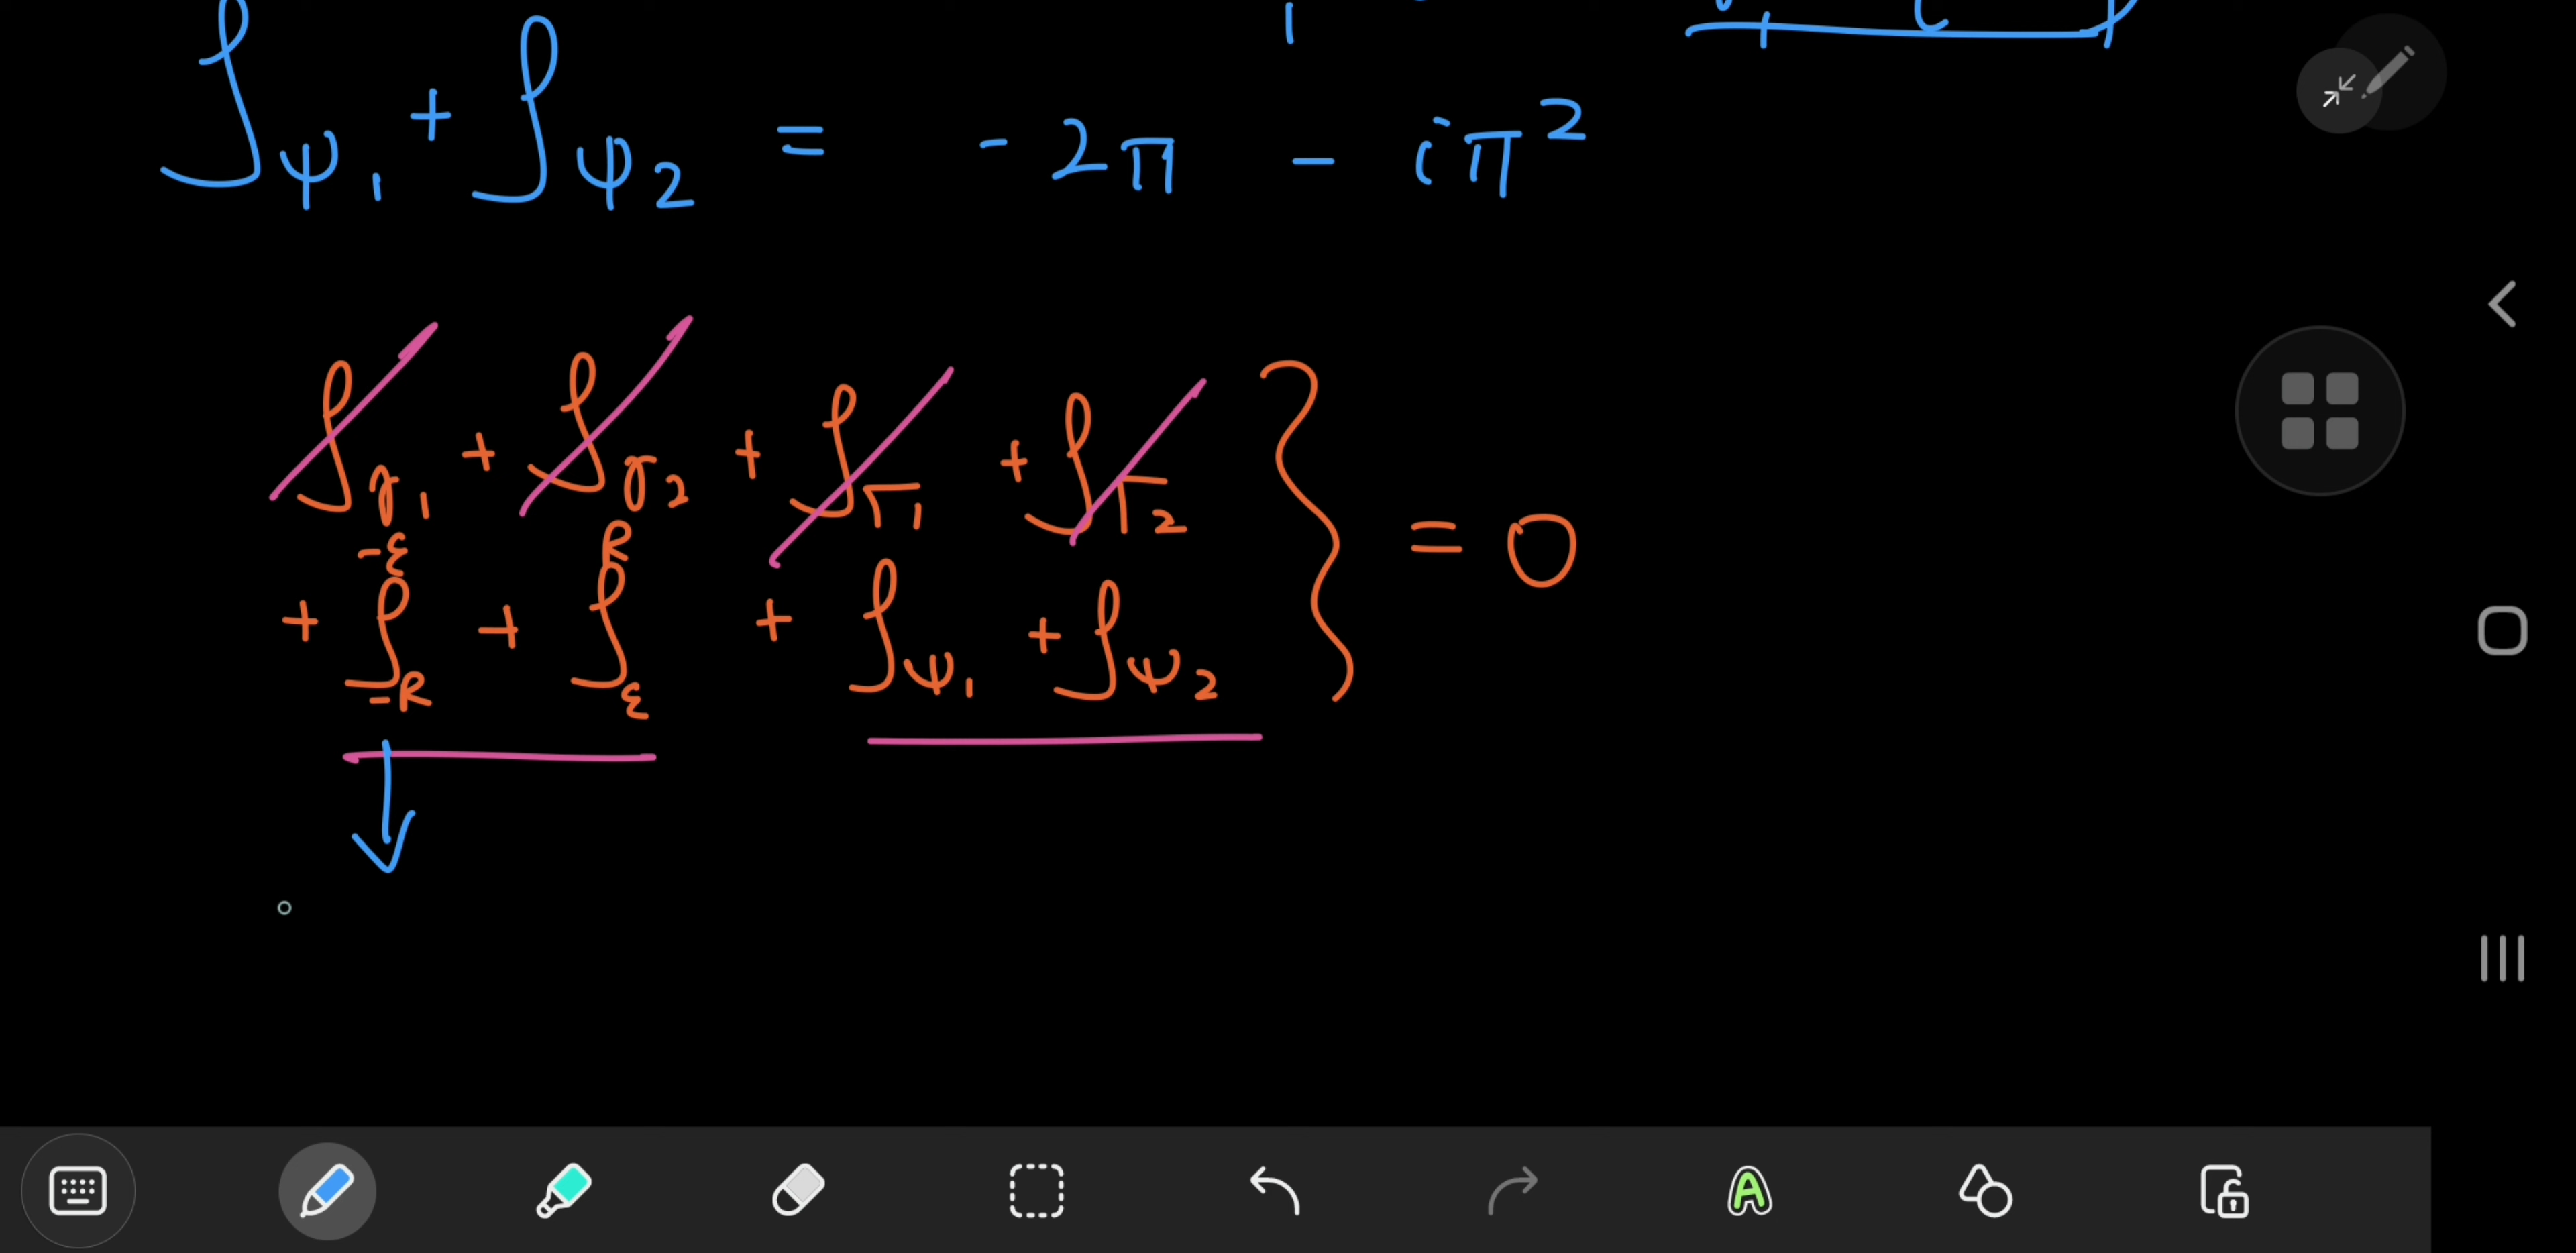 ∫ψ₁ + ∫ψ₂ = - 2π - iπ²
∫γ₁ + ∫γ₂ + ∫Γ₁ + ∫Γ₂
+ ∫_{-R}^{-ε} + ∫_{ε}^{R} + ∫ψ₁ + ∫ψ₂ } = 0
A